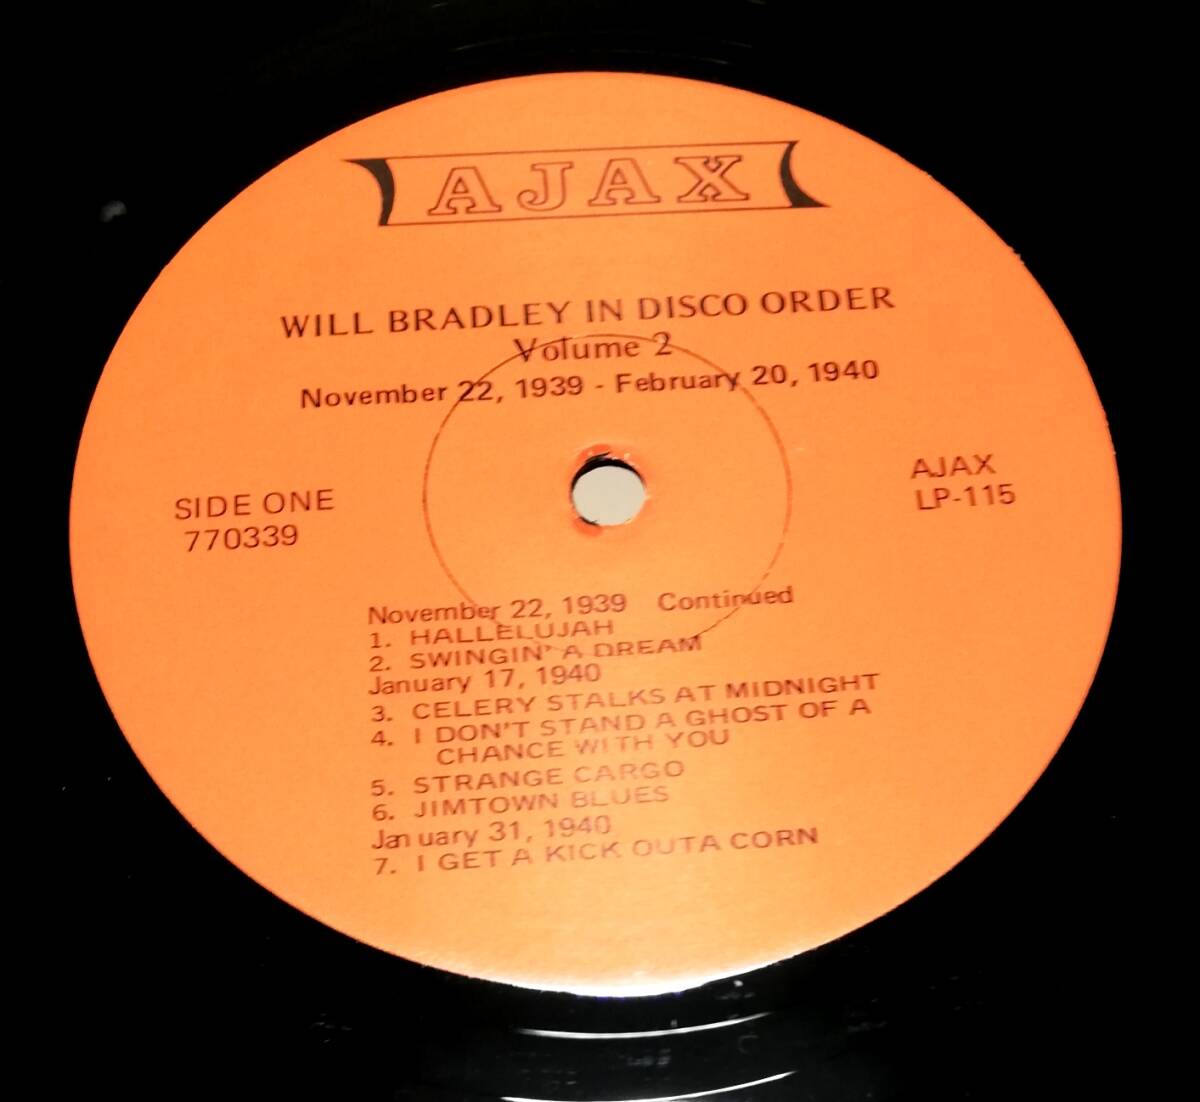 AJAX
WILL BRADLEY IN DISCO ORDER
Volume 2
November 22, 1939 - February 20, 1940
SIDE ONE
770339
AJAX
LP-115
November 22, 1939 Continued
1. HALLELUJAH
2. SWINGIN' A DREAM
January 17, 1940
3. CELERY STALKS AT MIDNIGHT
4. I DON'T STAND A GHOST OF A
CHANCE WITH YOU
5. STRANGE CARGO
6. JIMTOWN BLUES
January 31, 1940
7. I GET A KICK OUTA CORN